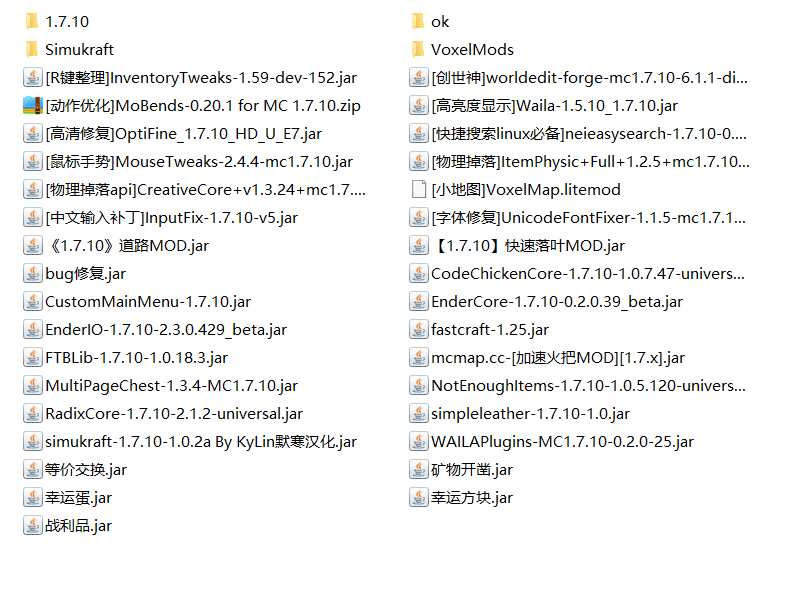 1.7.10
ok
Simukraft
VoxelMods
[R键整理]InventoryTweaks-1.59-dev-152.jar
[创世神]worldedit-forge-mc1.7.10-6.1.1-di...
[动作优化]MoBends-0.20.1 for MC 1.7.10.zip
[高亮度显示]Waila-1.5.10_1.7.10.jar
[高清修复]OptiFine_1.7.10_HD_U_E7.jar
[快捷搜索linux必备]neieasysearch-1.7.10-0....
[鼠标手势]MouseTweaks-2.4.4-mc1.7.10.jar
[物理掉落]ItemPhysic+Full+1.2.5+mc1.7.10...
[物理掉落api]CreativeCore+v1.3.24+mc1.7....
[小地图]VoxelMap.litemod
[中文输入补丁]InputFix-1.7.10-v5.jar
[字体修复]UnicodeFontFixer-1.1.5-mc1.7.1...
《1.7.10》道路MOD.jar
【1.7.10】快速落叶MOD.jar
bug修复.jar
CodeChickenCore-1.7.10-1.0.7.47-univers...
CustomMainMenu-1.7.10.jar
EnderCore-1.7.10-0.2.0.39_beta.jar
EnderIO-1.7.10-2.3.0.429_beta.jar
fastcraft-1.25.jar
FTBLib-1.7.10-1.0.18.3.jar
mcmap.cc-[加速火把MOD][1.7.x].jar
MultiPageChest-1.3.4-MC1.7.10.jar
NotEnoughItems-1.7.10-1.0.5.120-univers...
RadixCore-1.7.10-2.1.2-universal.jar
simpleleather-1.7.10-1.0.jar
simukraft-1.7.10-1.0.2a By KyLin默寒汉化.jar
WAILAPlugins-MC1.7.10-0.2.0-25.jar
等价交换.jar
矿物开凿.jar
幸运蛋.jar
幸运方块.jar
战利品.jar